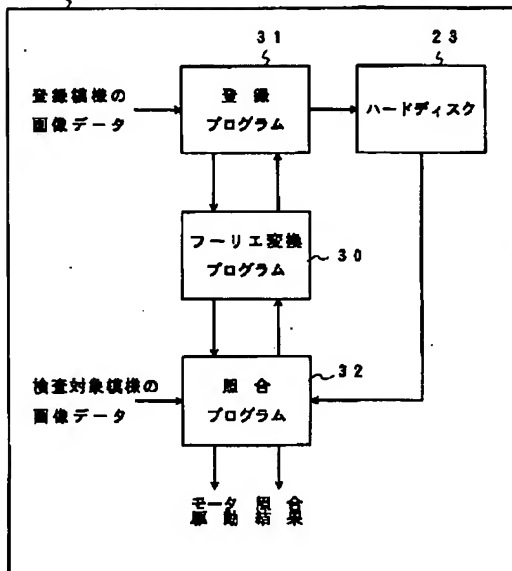 31
23
登録模様の
画像データ
登録
プログラム
ハードディスク
フーリエ変換
プログラム
30
32
検査対象模様の
画像データ
照合
プログラム
モータ 照合
駆動 結果